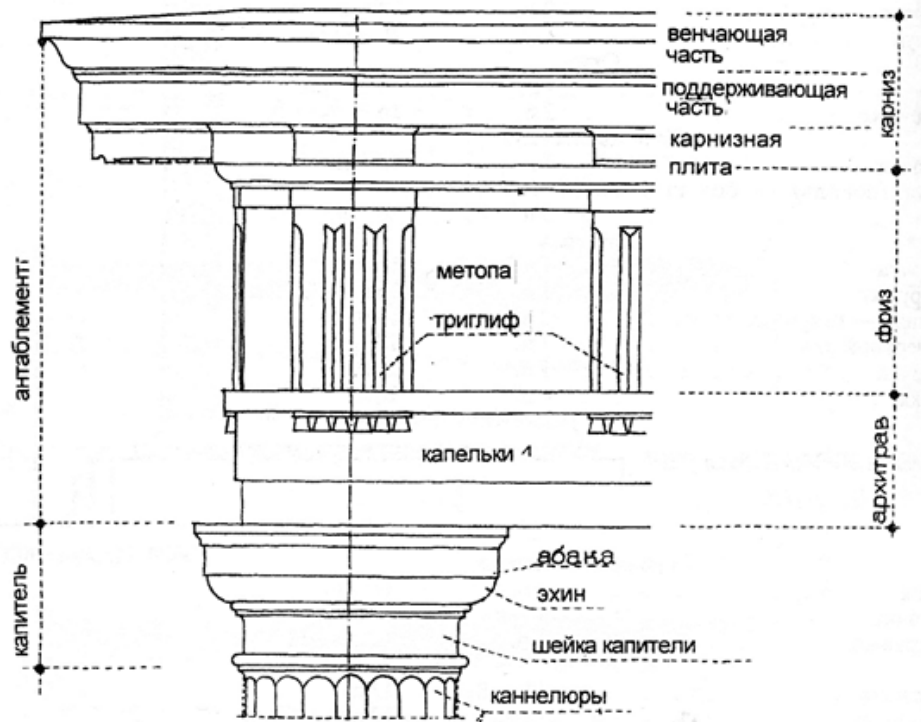 венчающая
часть
поддерживающая
часть
карниз
карнизная
плита
метопа
триглиф
фриз
антаблемент
капельки 1
архитрав
абака
эхин
капитель
шейка капители
каннелюры